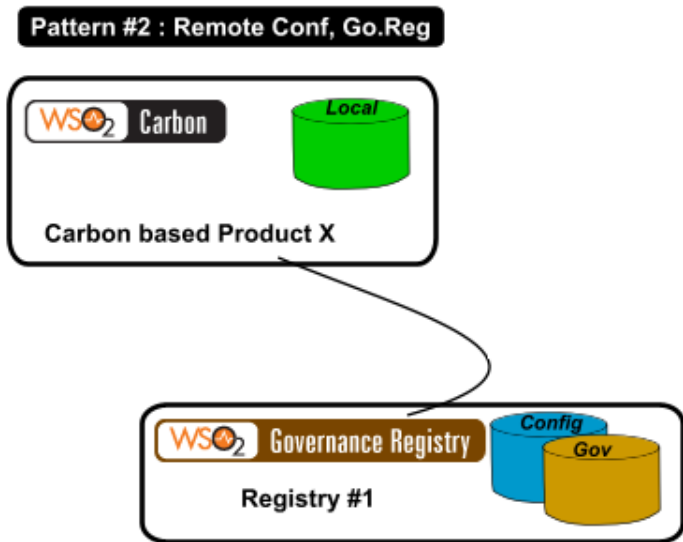 Pattern #2 : Remote Conf, Go.Reg
WSO2 Carbon
Local
Carbon based Product X
WSO2 Governance Registry
Config
Gov
Registry #1